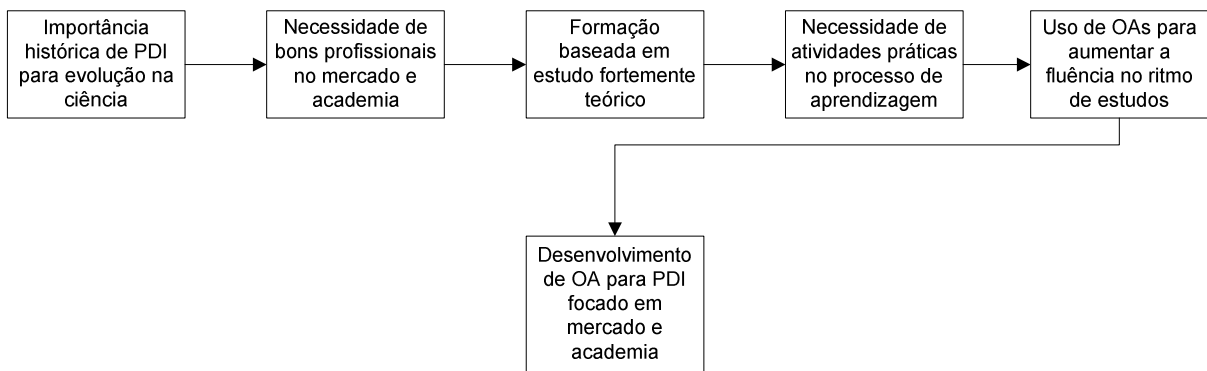 Importância
histórica de PDI
para evolução na
ciência
Necessidade de
bons profissionais
no mercado e
academia
Formação
baseada em
estudo fortemente
teórico
Necessidade de
atividades práticas
no processo de
aprendizagem
Uso de OAs para
aumentar a
fluência no ritmo
de estudos
Desenvolvimento
de OA para PDI
focado em
mercado e
academia